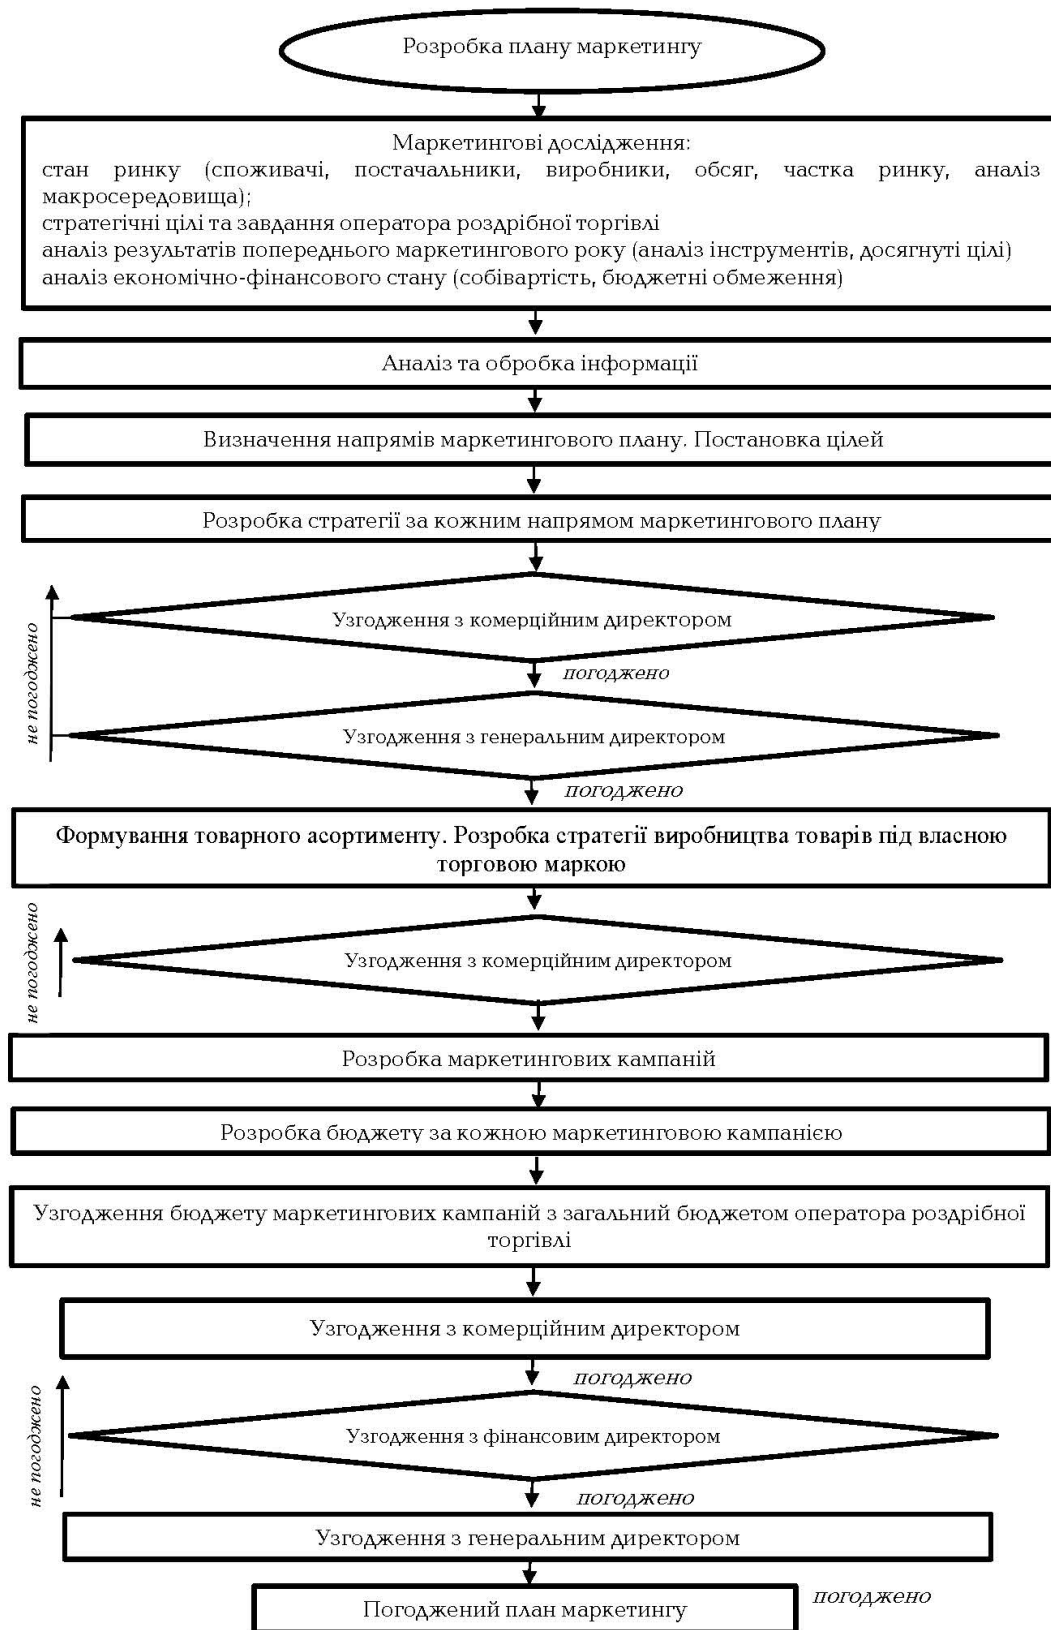 Розробка плану маркетингу
Маркетингові дослідження:
стан ринку (споживачі, постачальники, виробники, обсяг, частка ринку, аналіз
макросередовища);
стратегічні цілі та завдання оператора роздрібної торгівлі
аналіз результатів попереднього маркетингового року (аналіз інструментів, досягнуті цілі)
аналіз економічно-фінансового стану (собівартість, бюджетні обмеження)
Аналіз та обробка інформації
Визначення напрямів маркетингового плану. Постановка цілей
Розробка стратегії за кожним напрямом маркетингового плану
Узгодження з комерційним директором
не погоджено
погоджено
Узгодження з генеральним директором
погоджено
Формування товарного асортименту. Розробка стратегії виробництва товарів під власною
торговою маркою
не погоджено
Узгодження з комерційним директором
Розробка маркетингових кампаній
Розробка бюджету за кожною маркетинговою кампанією
Узгодження бюджету маркетингових кампаній з загальний бюджетом оператора роздрібної
торгівлі
Узгодження з комерційним директором
погоджено
не погоджено
Узгодження з фінансовим директором
погоджено
Узгодження з генеральним директором
погоджено
Погоджений план маркетингу